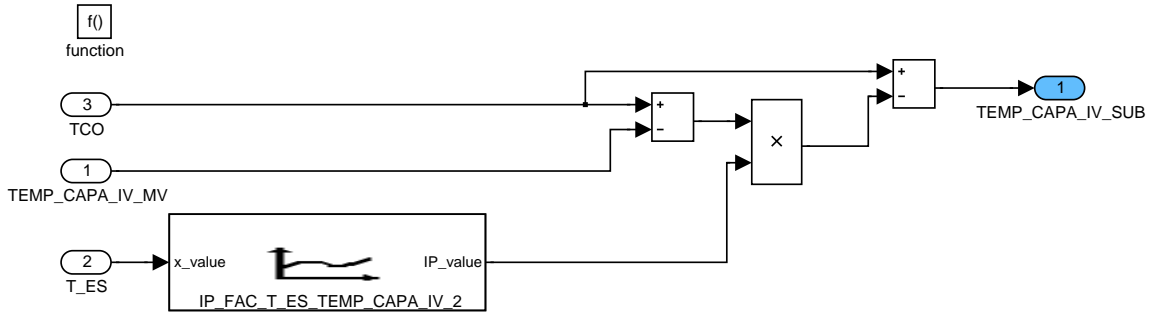 f()
function
3
TCO
1
TEMP_CAPA_IV_MV
2
T_ES
x_value
IP_value
IP_FAC_T_ES_TEMP_CAPA_IV_2
+
−
×
+
−
1
TEMP_CAPA_IV_SUB